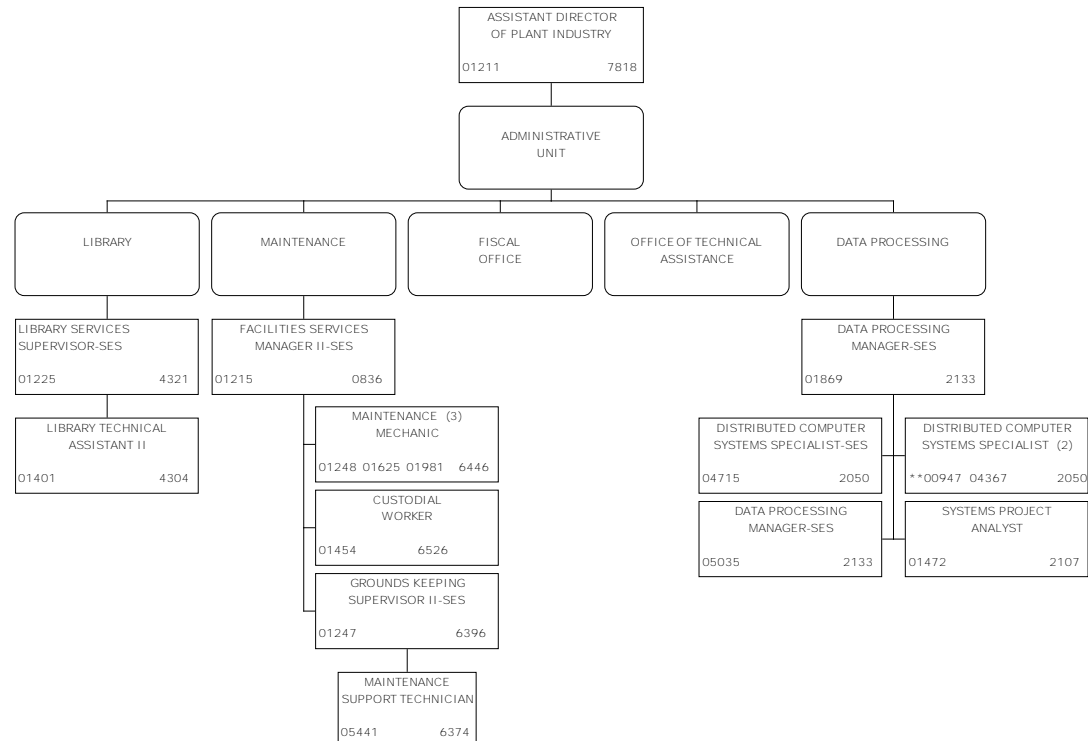 ASSISTANT DIRECTOR
OF PLANT INDUSTRY
01211 7818
ADMINISTRATIVE
UNIT
LIBRARY
MAINTENANCE
FISCAL
OFFICE
OFFICE OF TECHNICAL
ASSISTANCE
DATA PROCESSING
LIBRARY SERVICES
SUPERVISOR-SES
01225 4321
FACILITIES SERVICES
MANAGER II-SES
01215 0836
DATA PROCESSING
MANAGER-SES
01869 2133
LIBRARY TECHNICAL
ASSISTANT II
01401 4304
MAINTENANCE (3)
MECHANIC
01248 01625 01981 6446
CUSTODIAL
WORKER
01454 6526
GROUNDS KEEPING
SUPERVISOR II-SES
01247 6396
MAINTENANCE
SUPPORT TECHNICIAN
05441 6374
DISTRIBUTED COMPUTER
SYSTEMS SPECIALIST-SES
04715 2050
DISTRIBUTED COMPUTER
SYSTEMS SPECIALIST (2)
**00947 04367 2050
DATA PROCESSING
MANAGER-SES
05035 2133
SYSTEMS PROJECT
ANALYST
01472 2107